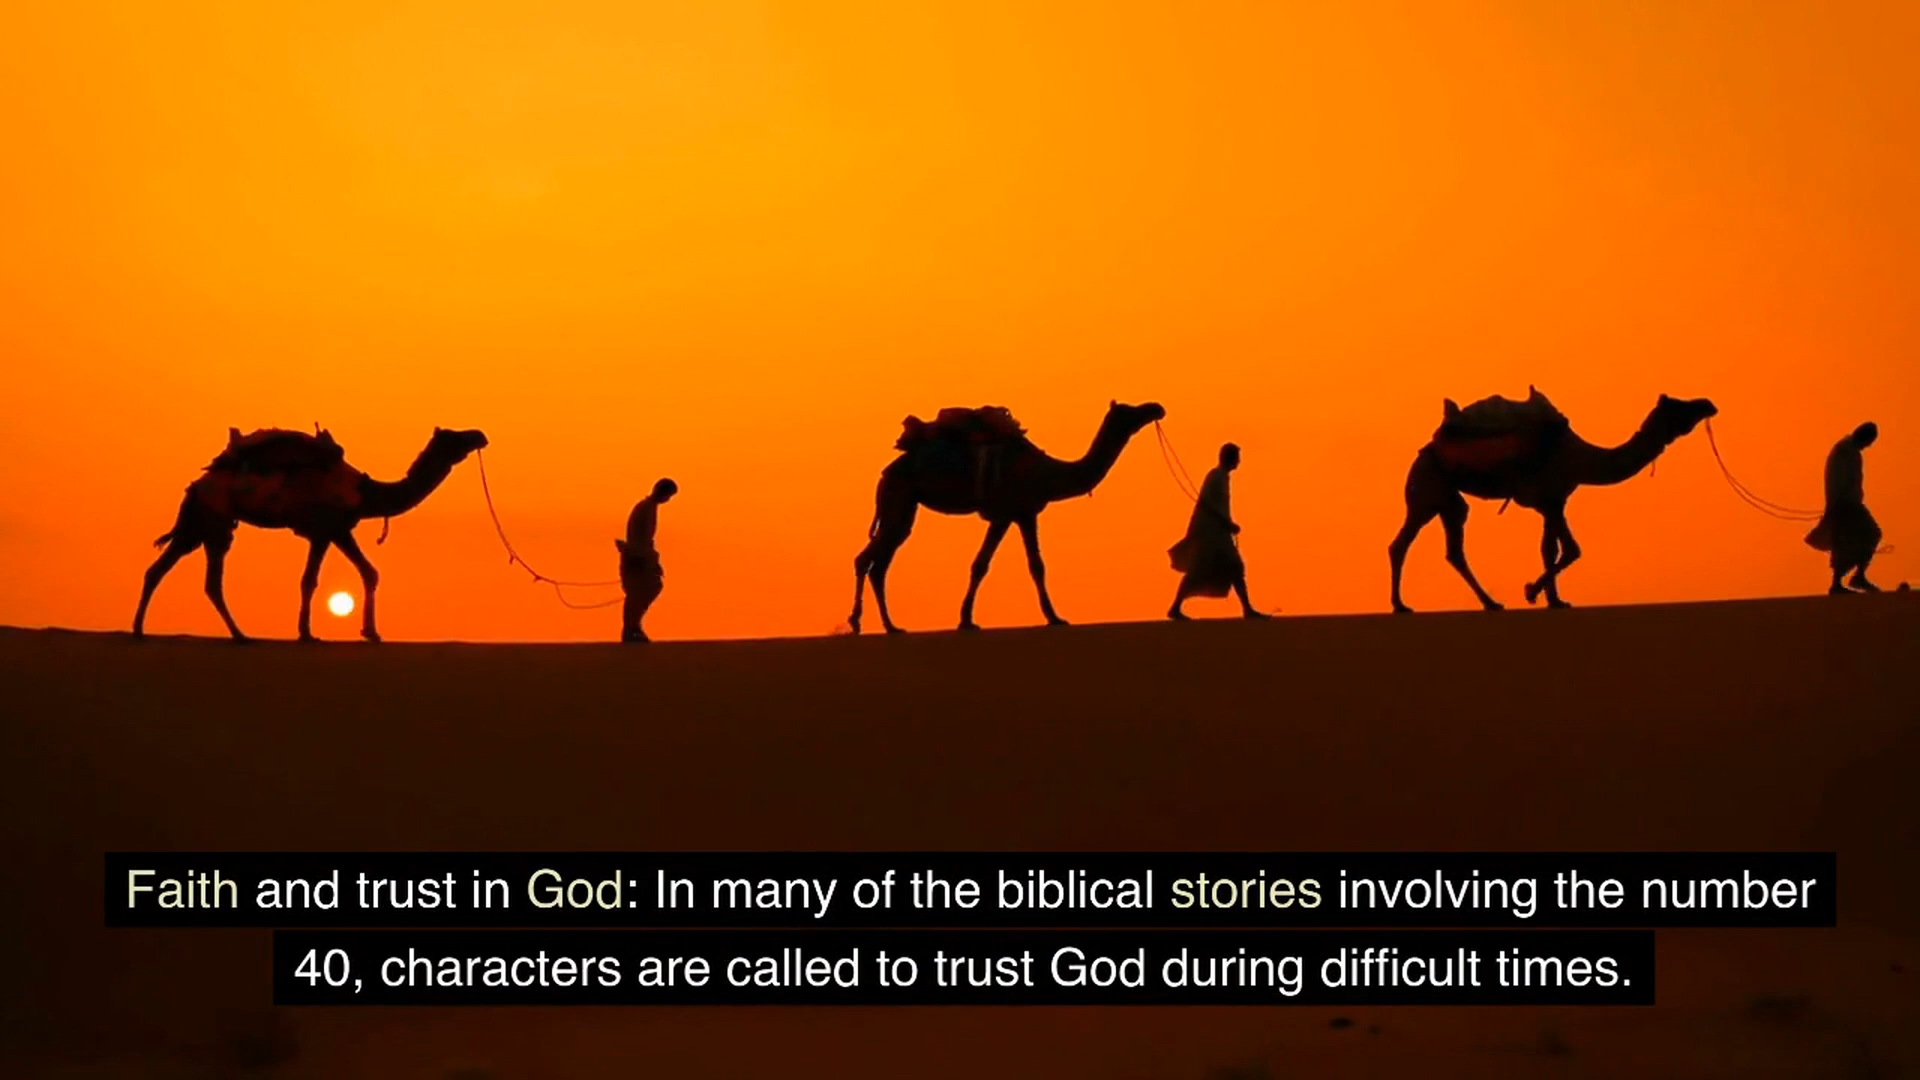 Faith and trust in God: In many of the biblical stories involving the number
40, characters are called to trust God during difficult times.